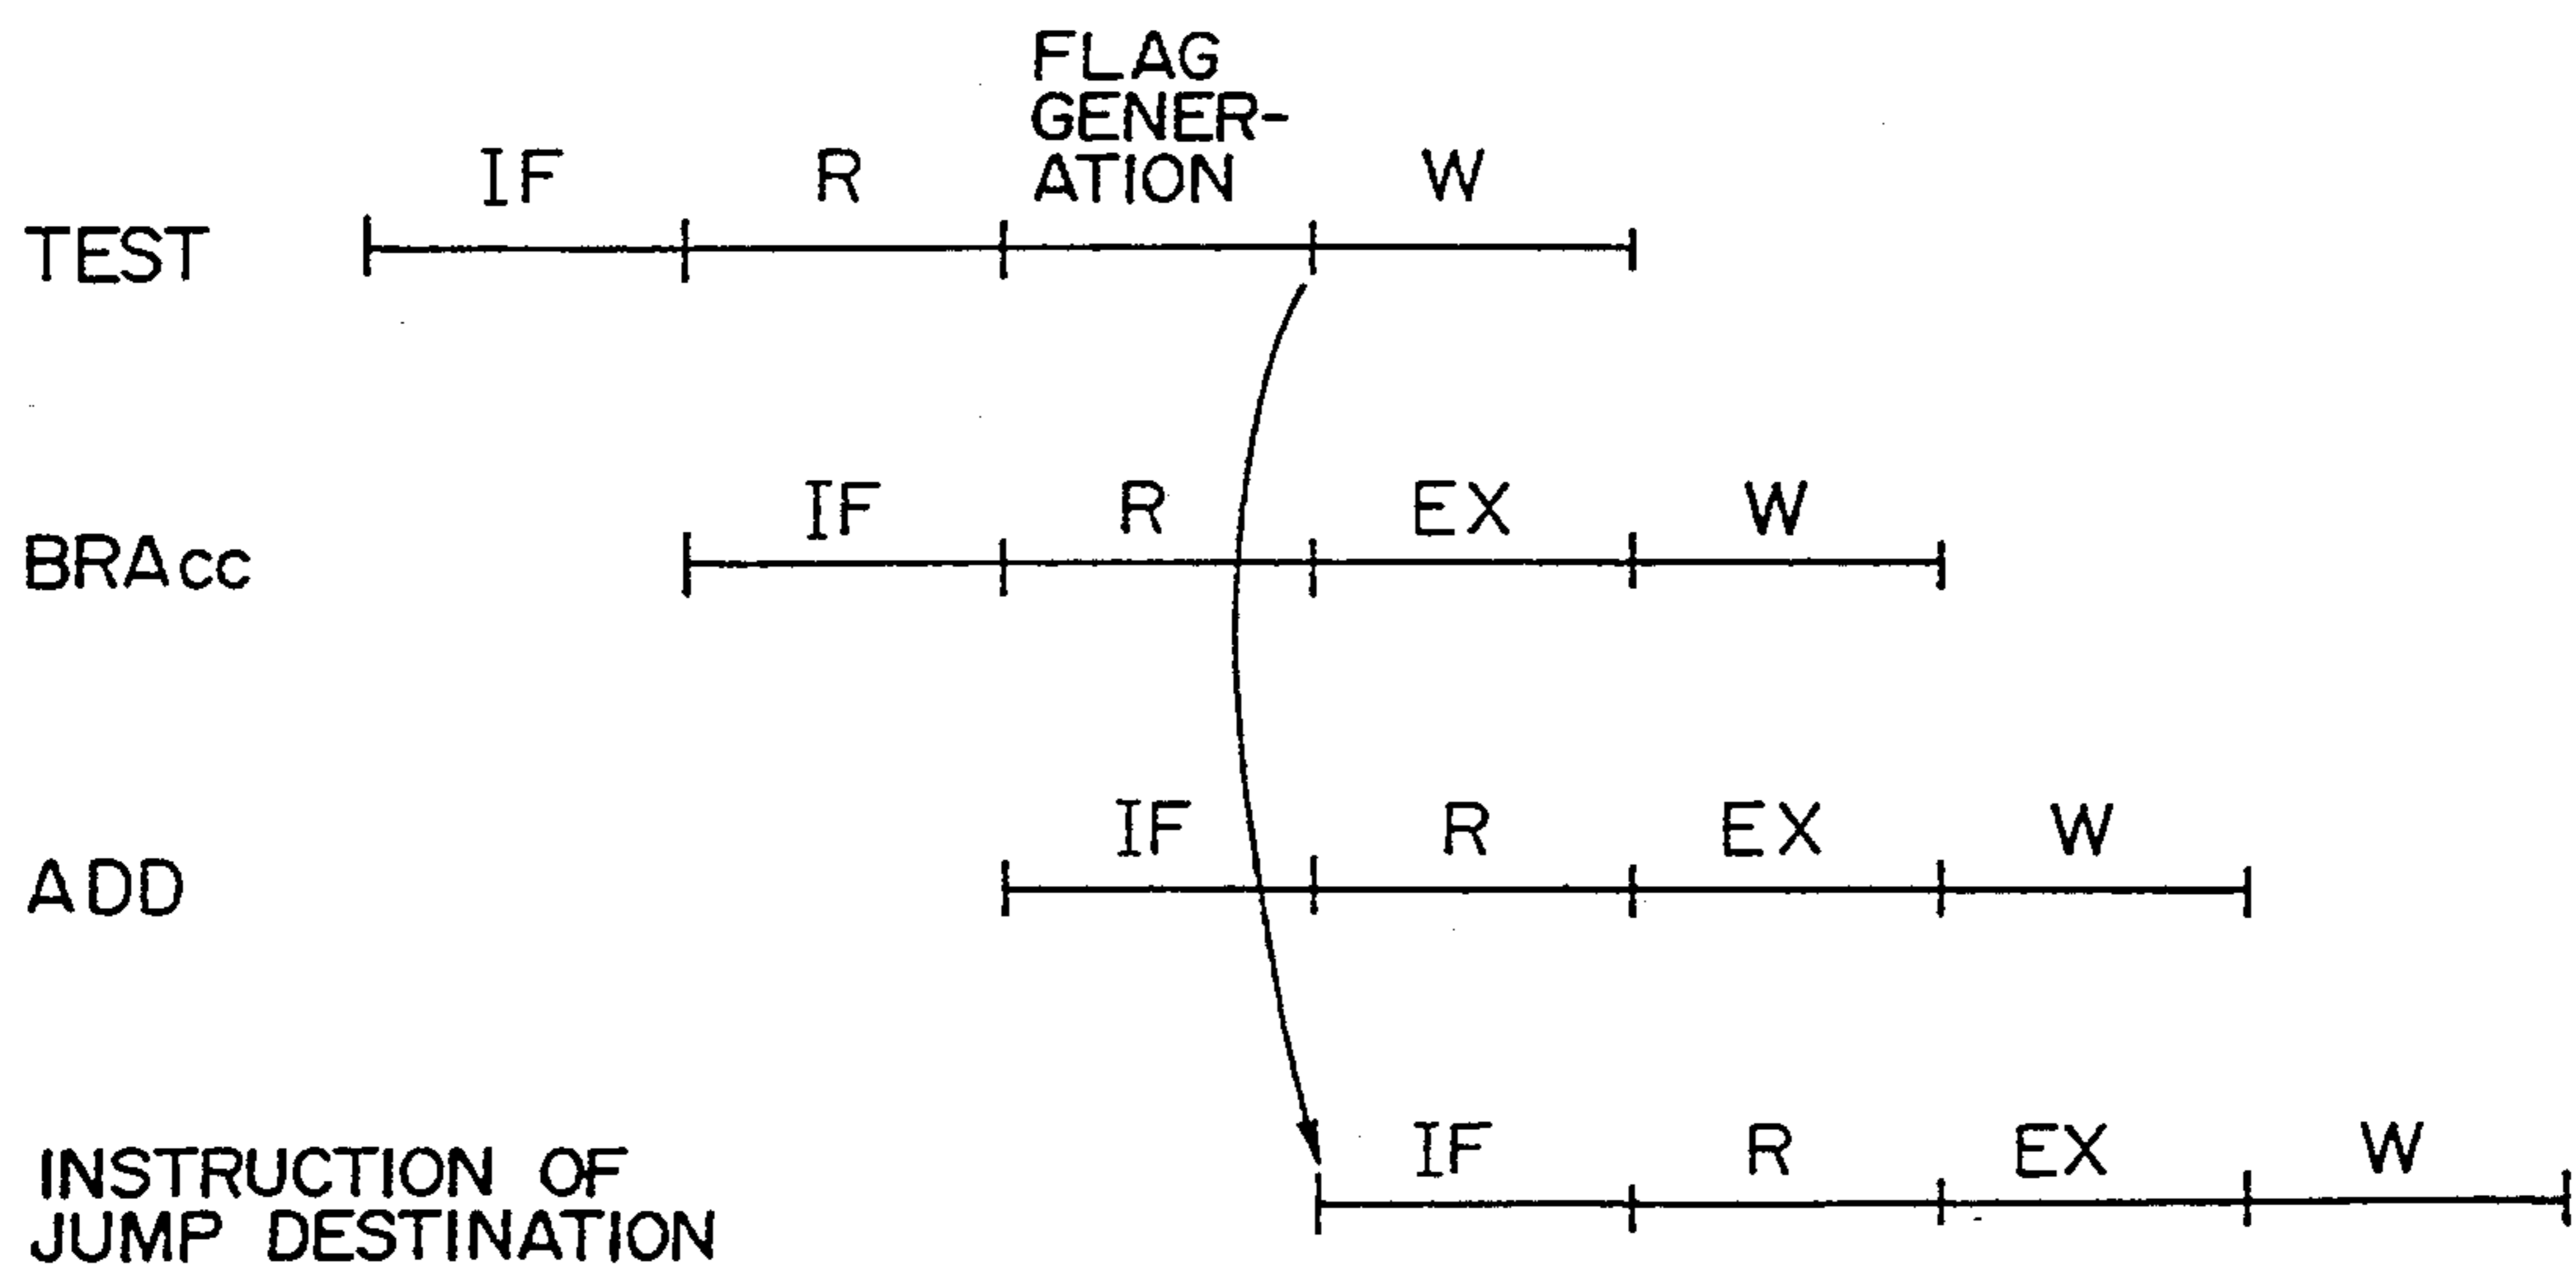 FLAG
GENER-
ATION
IF R W
TEST
IF R EX W
BRAcc
IF R EX W
ADD
IF R EX W
INSTRUCTION OF
JUMP DESTINATION